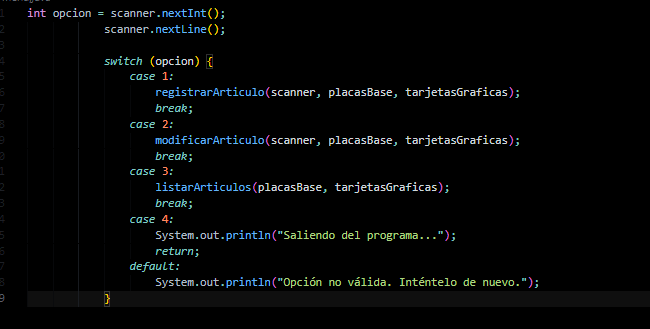 int opcion = scanner.nextInt();
scanner.nextLine();
switch (opcion) {
case 1:
registrarArticulo(scanner, placasBase, tarjetasGraficas);
break;
case 2:
modificarArticulo(scanner, placasBase, tarjetasGraficas);
break;
case 3:
listarArticulos(placasBase, tarjetasGraficas);
break;
case 4:
System.out.println("Saliendo del programa...");
return;
default:
System.out.println("Opción no válida. Inténtelo de nuevo.");
}